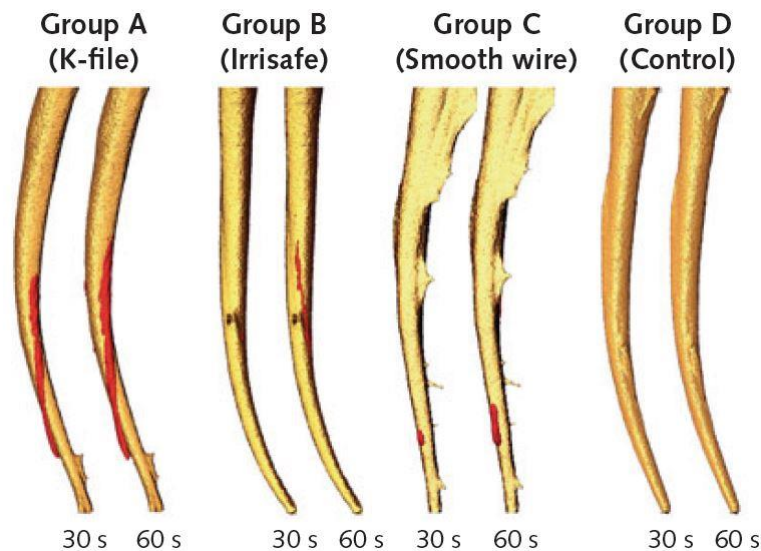 Group A
(K-file)
Group B
(Irrisafe)
Group C
(Smooth wire)
Group D
(Control)
30 s 60 s 30 s 60 s 30 s 60 s 30 s 60 s